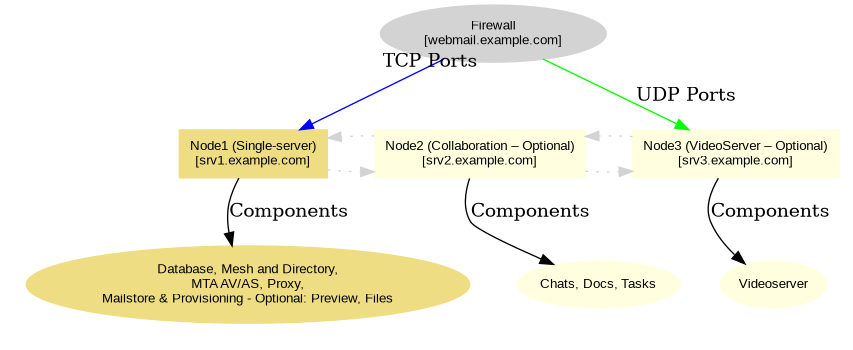 Firewall
[webmail.example.com]
TCP Ports
UDP Ports
Node1 (Single-server)
[srv1.example.com]
Node2 (Collaboration – Optional)
[srv2.example.com]
Node3 (VideoServer – Optional)
[srv3.example.com]
Components
Components
Components
Database, Mesh and Directory,
MTA AV/AS, Proxy,
Mailstore & Provisioning - Optional: Preview, Files
Chats, Docs, Tasks
Videoserver